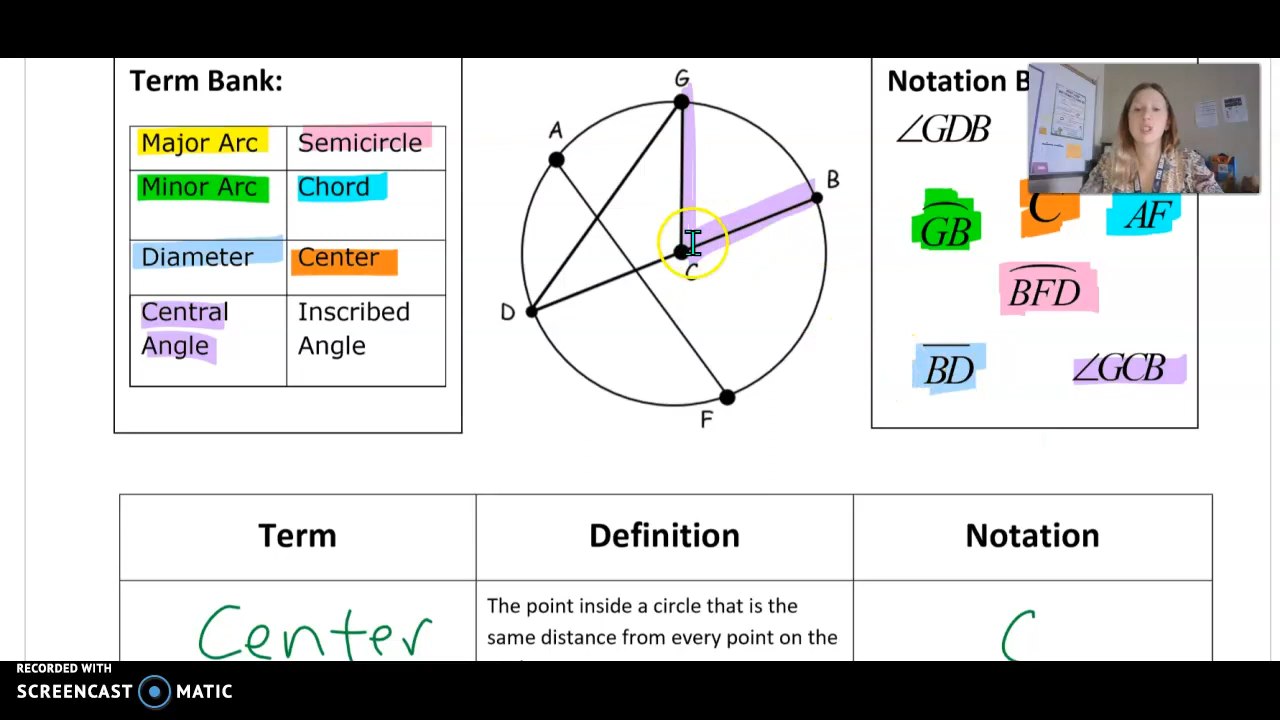 Term Bank:
Major Arc
Semicircle
Minor Arc
Chord
Diameter
Center
Central
Angle
Inscribed
Angle
G
A
B
C
D
F
Notation B
∠GDB
GB
C
AF
BFD
BD
∠GCB
Term
Definition
Notation
Center
The point inside a circle that is the
same distance from every point on the
C
RECORDED WITH
SCREENCAST MATIC